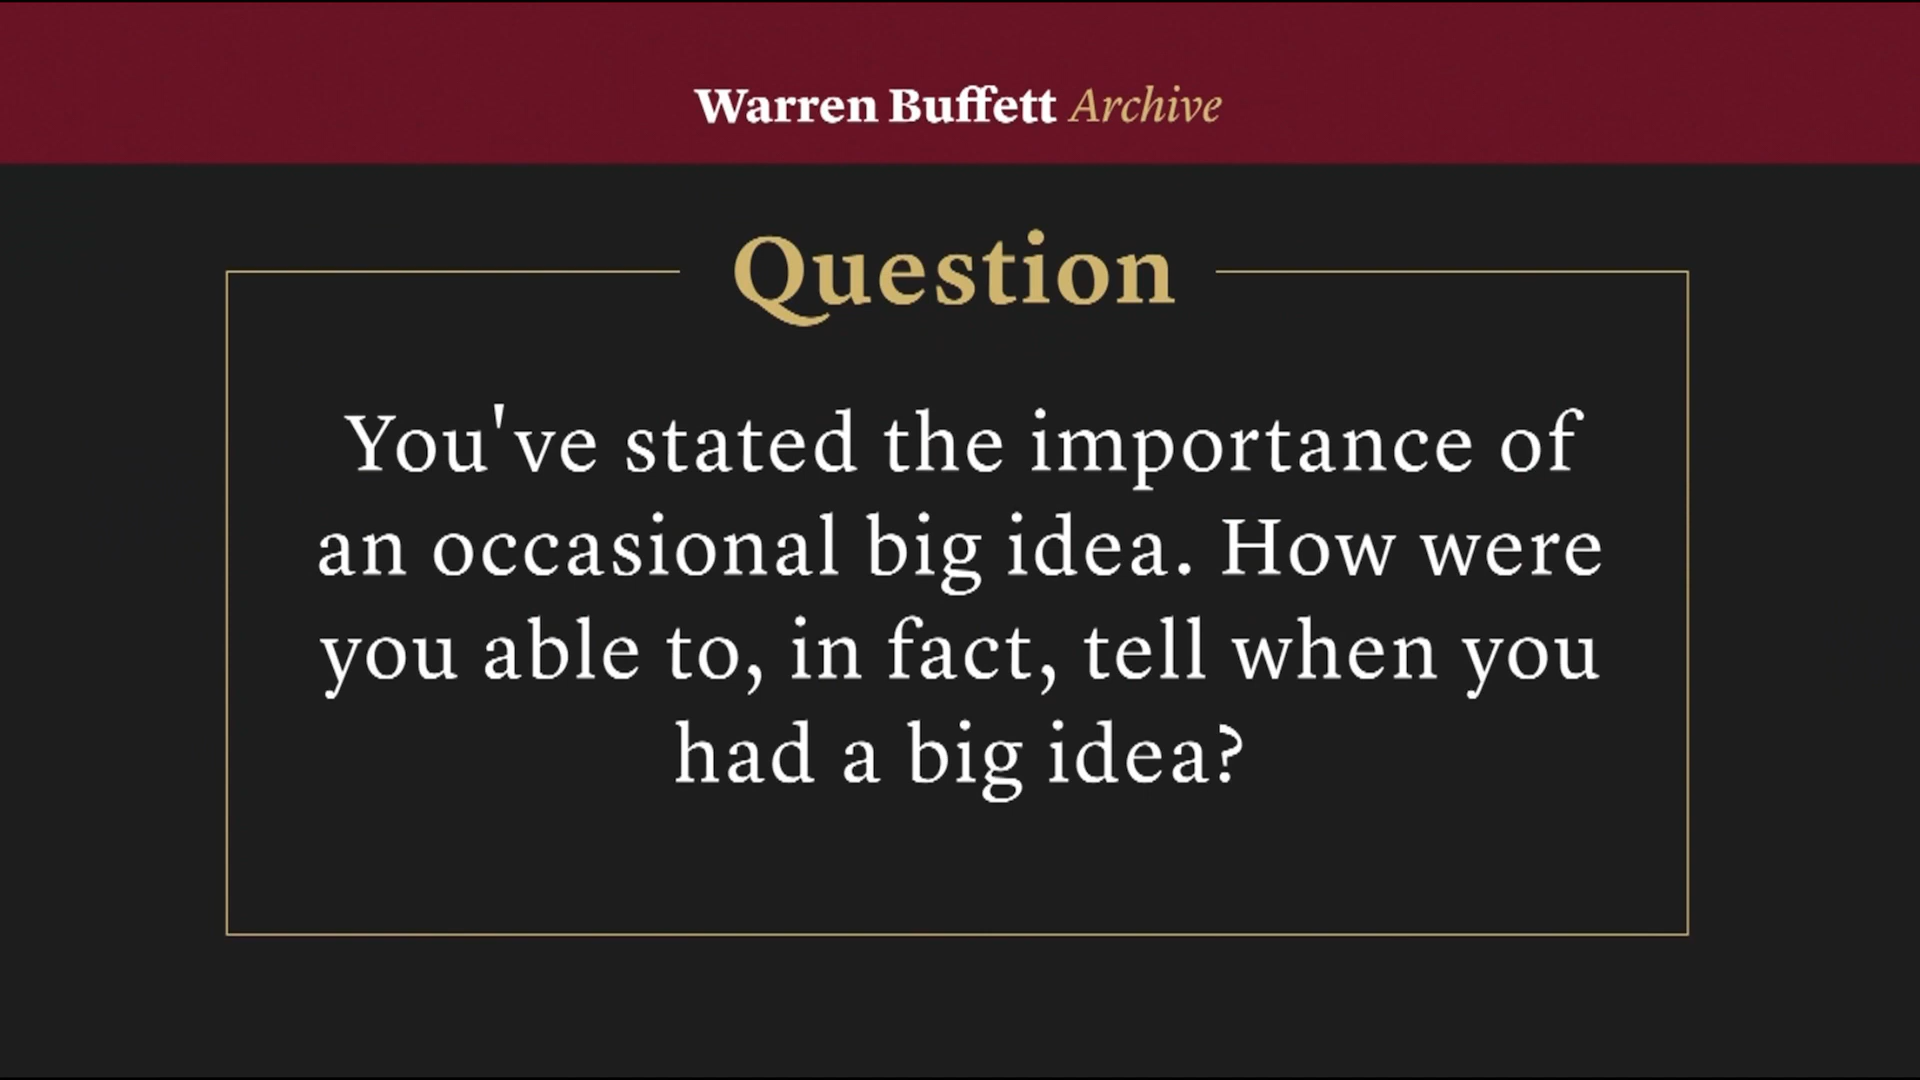 Warren Buffett Archive
Question
You've stated the importance of
an occasional big idea. How were
you able to, in fact, tell when you
had a big idea?